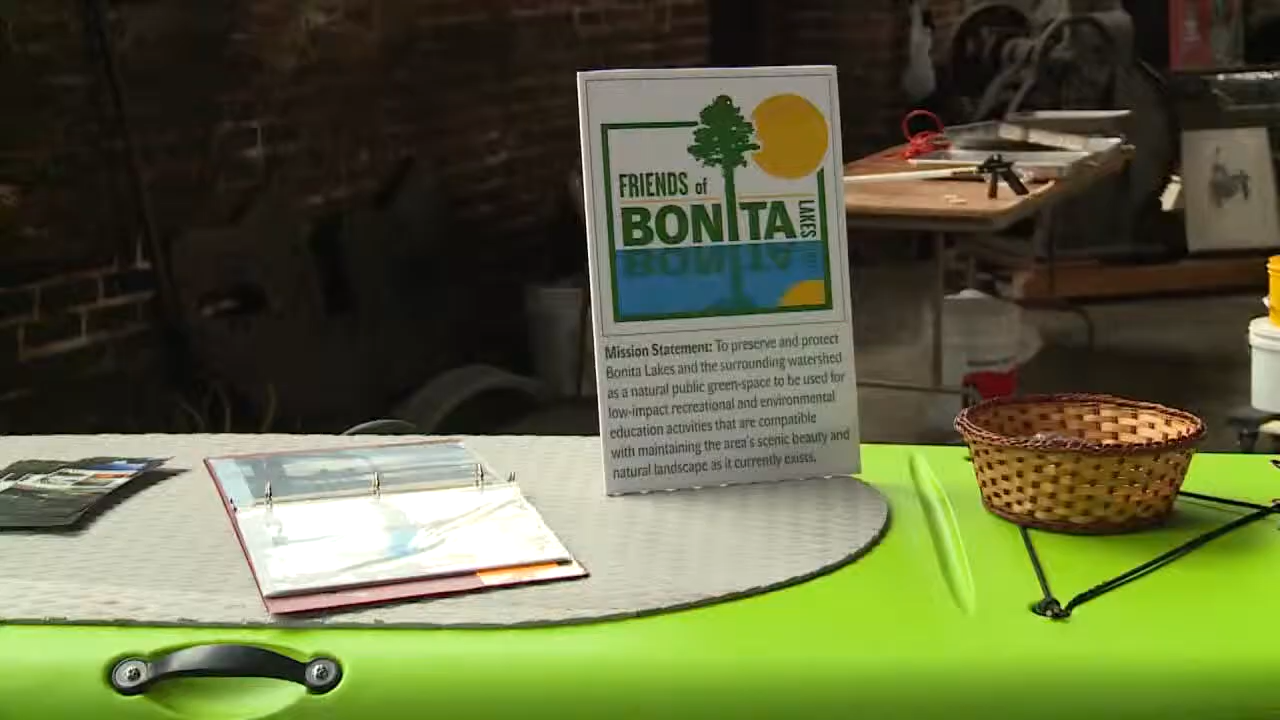 FRIENDS of
BONITA
LAKES
BONITA
Mission Statement: To preserve and protect
Bonita Lakes and the surrounding watershed
as a natural public green-space to be used for
low-impact recreational and environmental
education activities that are compatible
with maintaining the area's scenic beauty and
natural landscape as it currently exists.